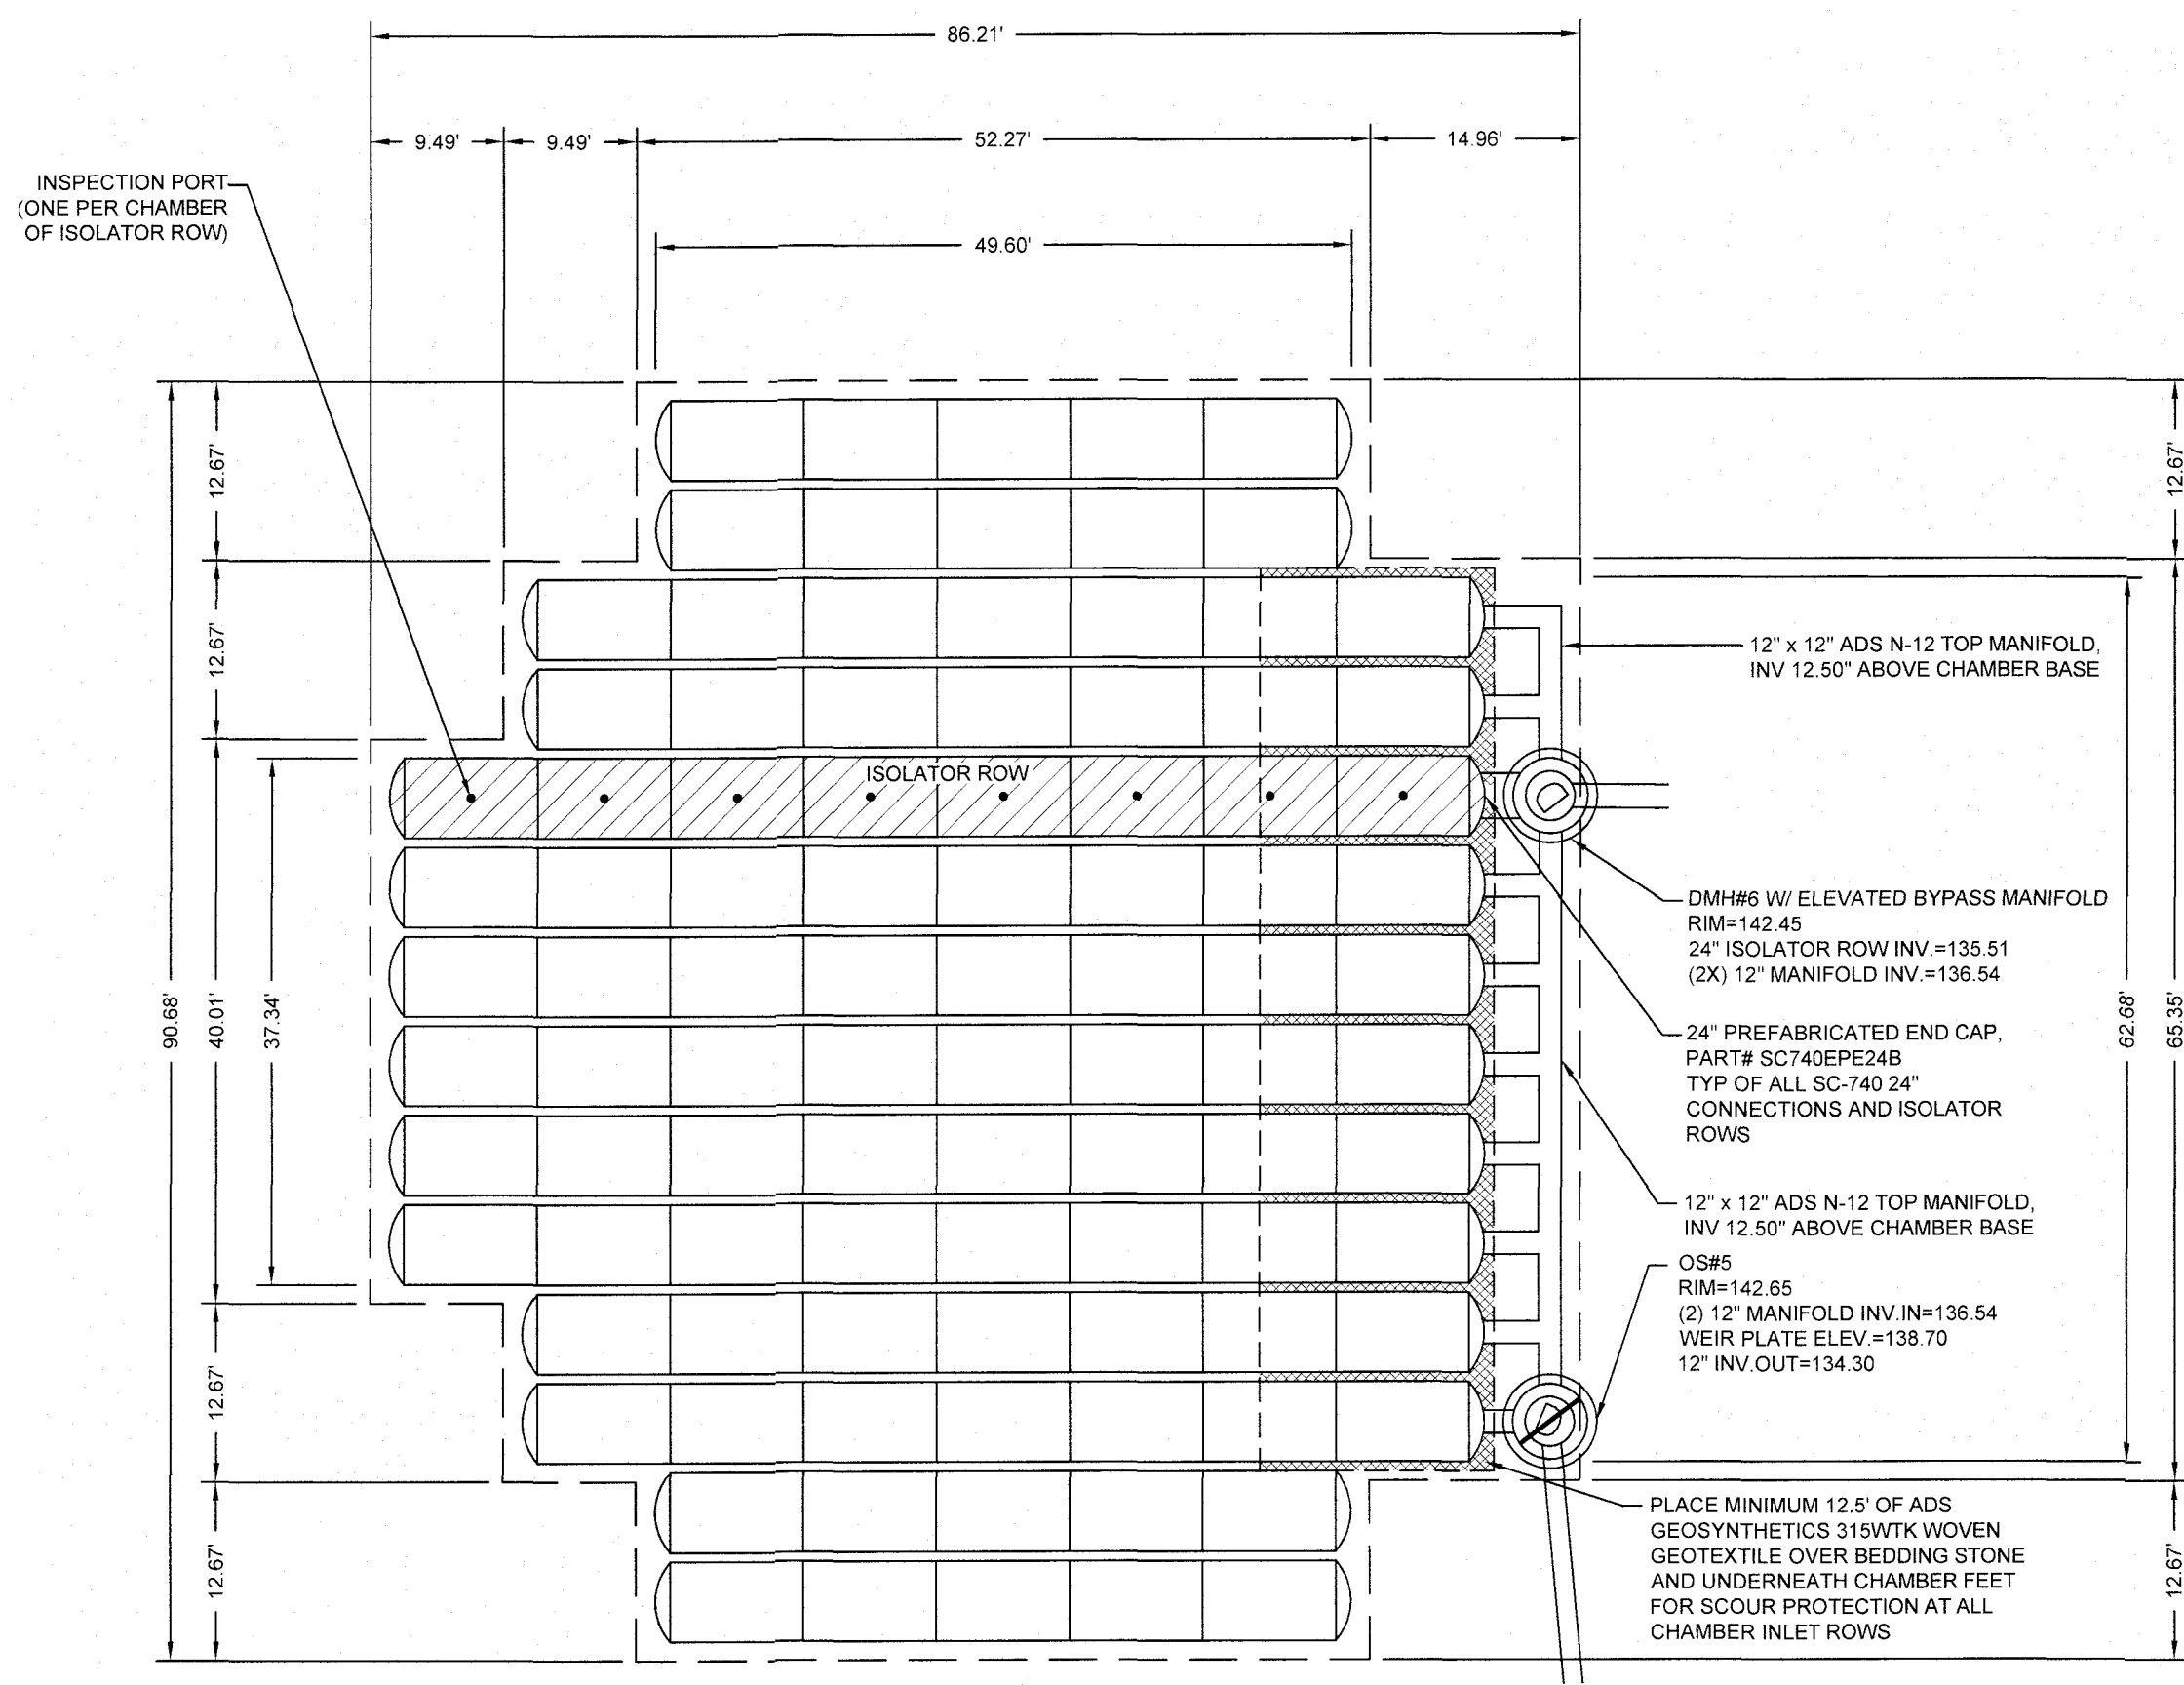 86.21'
9.49'
9.49'
52.27'
14.96'
INSPECTION PORT
(ONE PER CHAMBER
OF ISOLATOR ROW)
49.60'
12.67'
12.67'
12.67'
12" x 12" ADS N-12 TOP MANIFOLD,
INV 12.50" ABOVE CHAMBER BASE
ISOLATOR ROW
DMH#6 W/ ELEVATED BYPASS MANIFOLD
RIM=142.45
24" ISOLATOR ROW INV.=135.51
(2X) 12" MANIFOLD INV.=136.54
90.68'
40.01'
37.34'
62.68'
65.35'
24" PREFABRICATED END CAP,
PART# SC740EPE24B
TYP OF ALL SC-740 24"
CONNECTIONS AND ISOLATOR
ROWS
12" x 12" ADS N-12 TOP MANIFOLD,
INV 12.50" ABOVE CHAMBER BASE
OS#5
RIM=142.65
(2) 12" MANIFOLD INV.IN=136.54
WEIR PLATE ELEV.=138.70
12" INV.OUT=134.30
12.67'
12.67'
12.67'
PLACE MINIMUM 12.5' OF ADS
GEOSYNTHETICS 315WTK WOVEN
GEOTEXTILE OVER BEDDING STONE
AND UNDERNEATH CHAMBER FEET
FOR SCOUR PROTECTION AT ALL
CHAMBER INLET ROWS